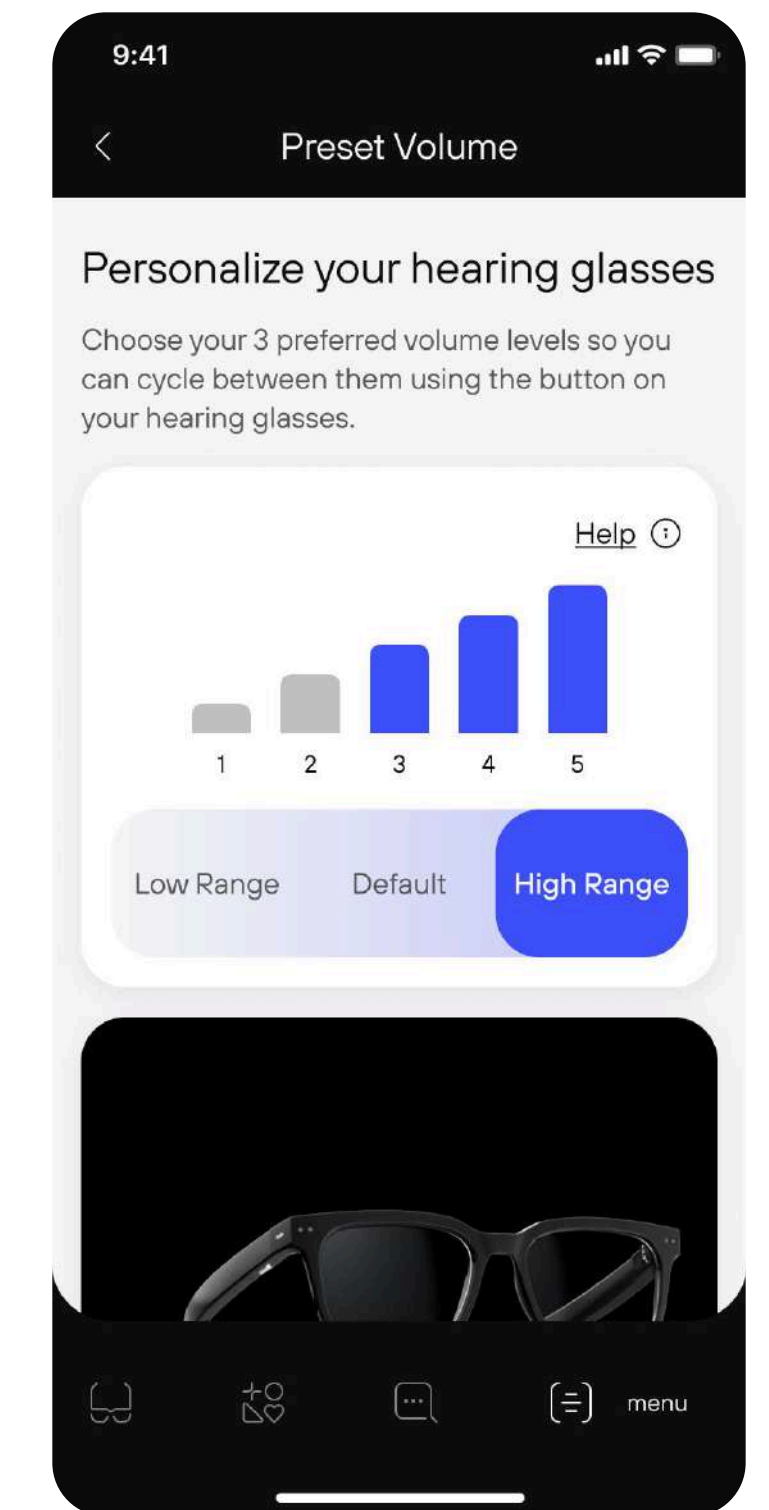 9:41
Preset Volume
Personalize your hearing glasses
Choose your 3 preferred volume levels so you
can cycle between them using the button on
your hearing glasses.
Help
1 2 3 4 5
Low Range Default High Range
menu